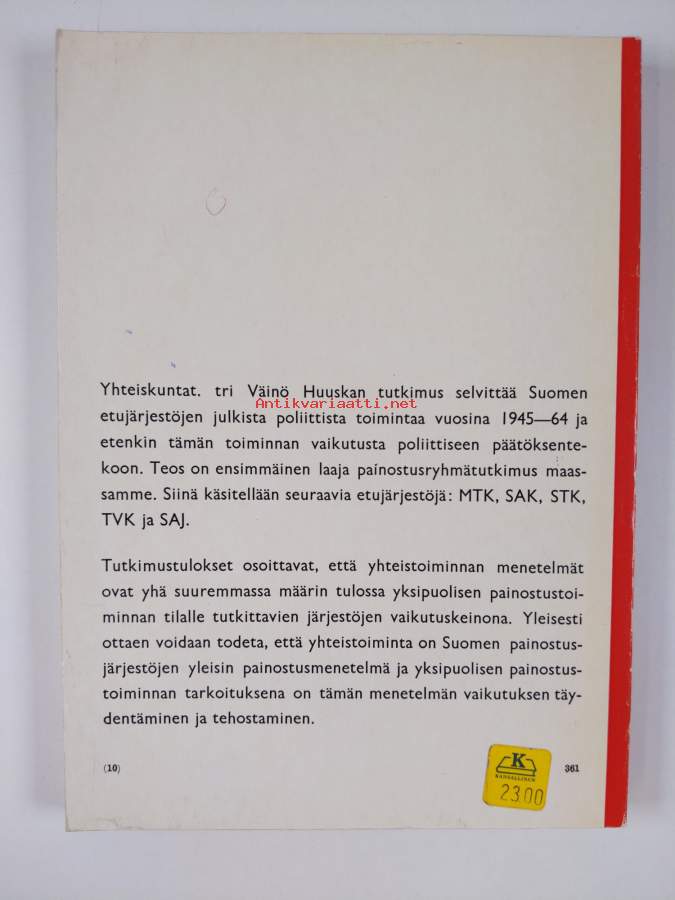 Yhteiskuntat. tri Väinö Huuskan tutkimus selvittää Suomen
Antikvariaatti.net
etujärjestöjen julkista poliittista toimintaa vuosina 1945—64 ja
etenkin tämän toiminnan vaikutusta poliittiseen päätöksente-
koon. Teos on ensimmäinen laaja painostusryhmätutkimus maas-
samme. Siinä käsitellään seuraavia etujärjestöjä: MTK, SAK, STK,
TVK ja SAJ.
Tutkimustulokset osoittavat, että yhteistoiminnan menetelmät
ovat yhä suuremmassa määrin tulossa yksipuolisen painostustoi-
minnan tilalle tutkittavien järjestöjen vaikutuskeinona. Yleisesti
ottaen voidaan todeta, että yhteistoiminta on Suomen painostus-
järjestöjen yleisin painostusmenetelmä ja yksipuolisen painostus-
toiminnan tarkoituksena on tämän menetelmän vaikutuksen täy-
dentäminen ja tehostaminen.
(10)
K
KANSALLINEN
23.00
361